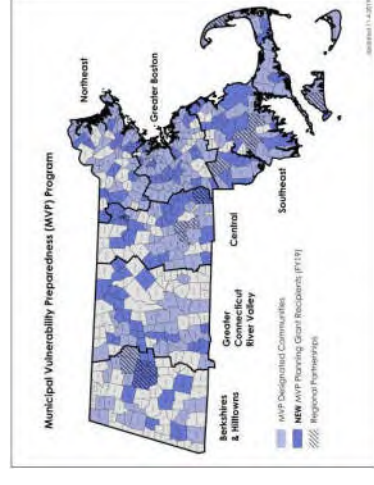 Municipal Vulnerability Preparedness (MVP) Program
Northeast
Greater Boston
Central
Southeast
Greater
Connecticut
River Valley
Berkshires
& Hilltowns
MVP Designated Communities
NEW MVP Planning Grant Recipients (FY19)
Regional Partnerships